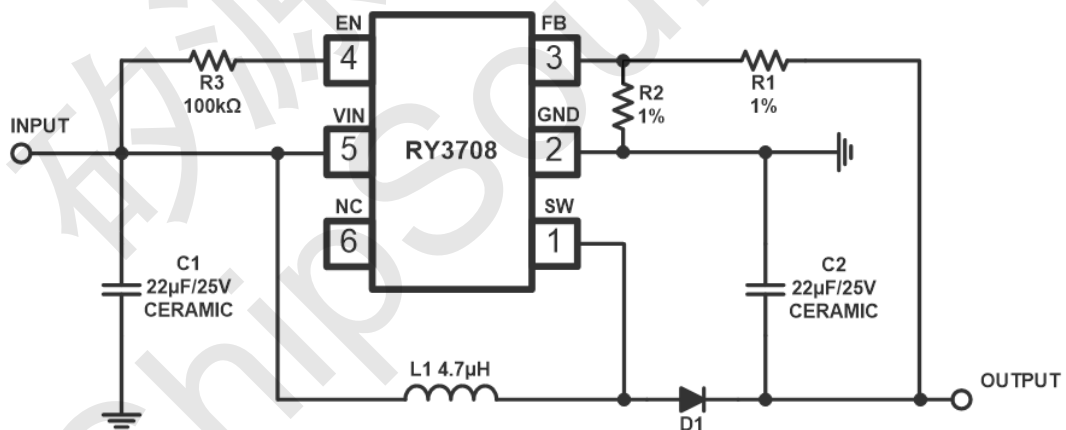 EN
4
FB
3
R3
100kΩ
R2
1%
R1
1%
INPUT
VIN
5
RY3708
GND
2
NC
6
SW
1
C1
22µF/25V
CERAMIC
C2
22µF/25V
CERAMIC
L1 4.7µH
D1
OUTPUT